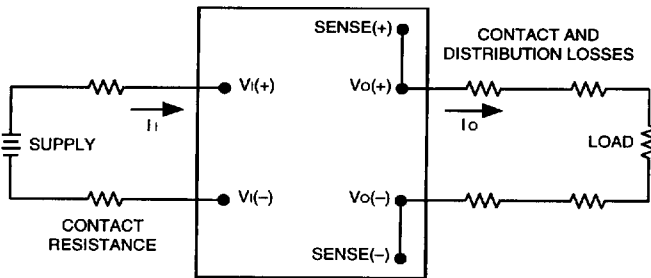 SENSE(+)
CONTACT AND
DISTRIBUTION LOSSES
VI(+)
VO(+)
II
IO
SUPPLY
LOAD
VI(–)
VO(–)
CONTACT
RESISTANCE
SENSE(–)